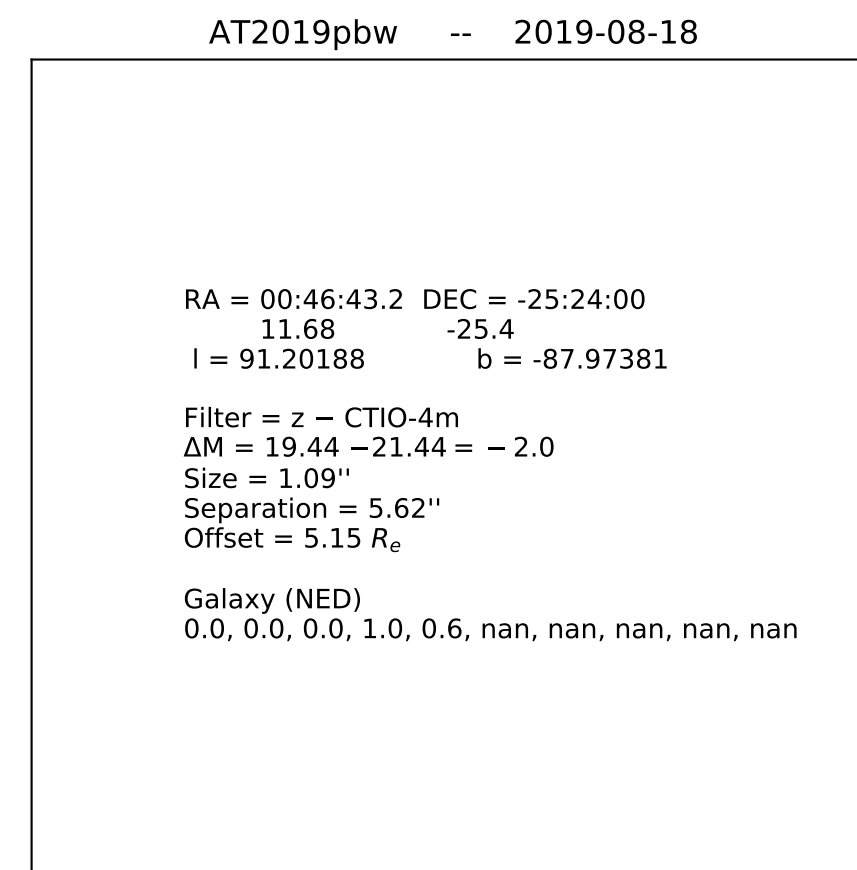 AT2019pbw -- 2019-08-18
RA = 00:46:43.2 DEC = -25:24:00
11.68 -25.4
l = 91.20188 b = -87.97381
Filter = z − CTIO-4m
ΔM = 19.44 −21.44 = − 2.0
Size = 1.09''
Separation = 5.62''
Offset = 5.15 Rₑ
Galaxy (NED)
0.0, 0.0, 0.0, 1.0, 0.6, nan, nan, nan, nan, nan